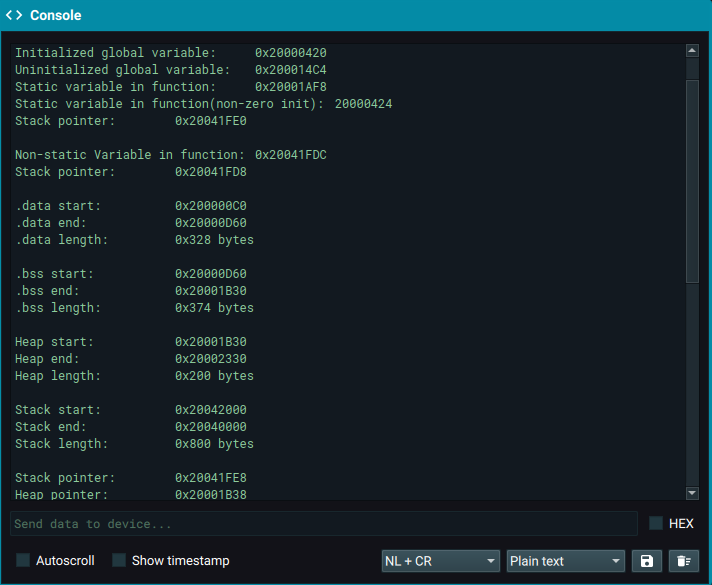 <> Console
Initialized global variable: 0x20000420
Uninitialized global variable: 0x200014C4
Static variable in function: 0x20001AF8
Static variable in function(non-zero init): 20000424
Stack pointer: 0x20041FE0
Non-static Variable in function: 0x20041FDC
Stack pointer: 0x20041FD8
.data start: 0x200000C0
.data end: 0x20000D60
.data length: 0x328 bytes
.bss start: 0x20000D60
.bss end: 0x20001B30
.bss length: 0x374 bytes
Heap start: 0x20001B30
Heap end: 0x20002330
Heap length: 0x200 bytes
Stack start: 0x20042000
Stack end: 0x20040000
Stack length: 0x800 bytes
Stack pointer: 0x20041FE8
Heap pointer: 0x20001B38
Send data to device...
HEX
Autoscroll
Show timestamp
NL + CR
Plain text